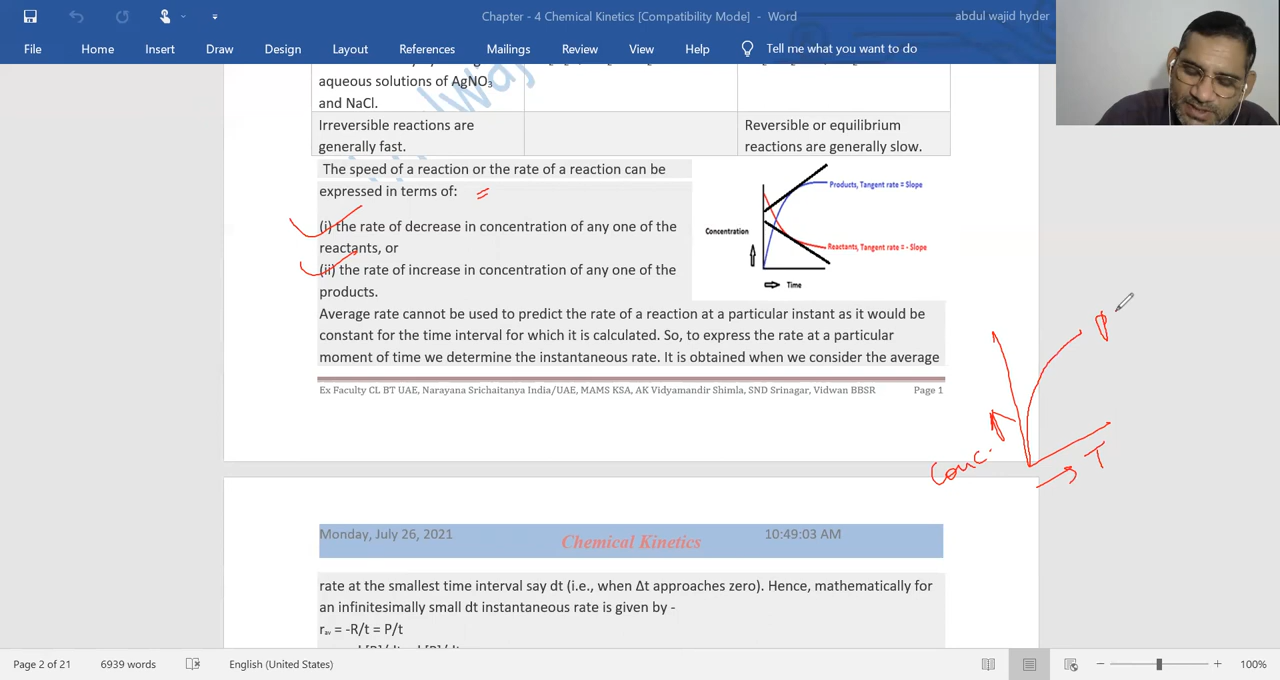 Chapter - 4 Chemical Kinetics [Compatibility Mode] - Word
abdul wajid hyder
File Home Insert Draw Design Layout References Mailings Review View Help Tell me what you want to do
aqueous solutions of AgNO₃
and NaCl.
Irreversible reactions are
generally fast.
Reversible or equilibrium
reactions are generally slow.
The speed of a reaction or the rate of a reaction can be
expressed in terms of:
(i) the rate of decrease in concentration of any one of the
reactants, or
(ii) the rate of increase in concentration of any one of the
products.
Products, Tangent rate = Slope
Concentration
Reactants, Tangent rate = - Slope
Time
Average rate cannot be used to predict the rate of a reaction at a particular instant as it would be
constant for the time interval for which it is calculated. So, to express the rate at a particular
moment of time we determine the instantaneous rate. It is obtained when we consider the average
Ex Faculty CL BT UAE, Narayana Srichaitanya India/UAE, MAMS KSA, AK Vidyamandir Shimla, SND Srinagar, Vidwan BBSR Page 1
P
Conc.
T
Monday, July 26, 2021 Chemical Kinetics 10:49:03 AM
rate at the smallest time interval say dt (i.e., when Δt approaches zero). Hence, mathematically for
an infinitesimally small dt instantaneous rate is given by -
rₐᵥ = -R/t = P/t
Page 2 of 21 6939 words English (United States) 100%